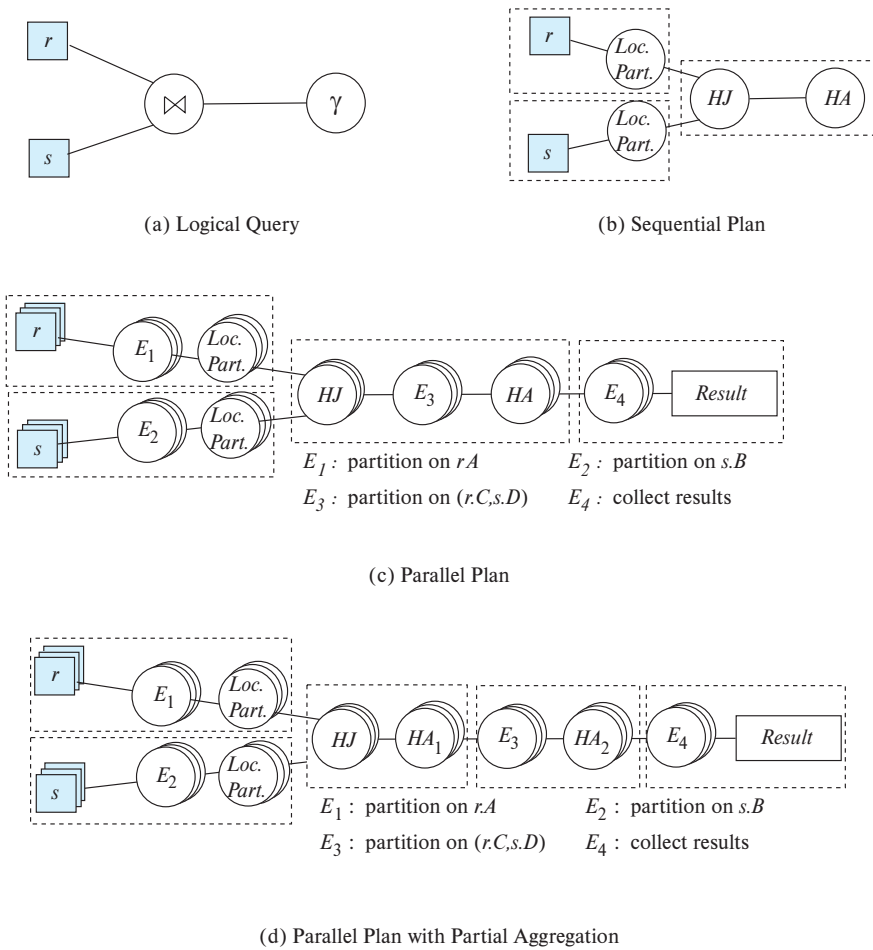 r
s
⋈
γ
(a) Logical Query
r
Loc.
Part.
s
Loc.
Part.
HJ
HA
(b) Sequential Plan
r
E1
Loc.
Part.
s
E2
Loc.
Part.
HJ
E3
HA
E4
Result
E1 : partition on r.A
E2 : partition on s.B
E3 : partition on (r.C,s.D)
E4 : collect results
(c) Parallel Plan
r
E1
Loc.
Part.
s
E2
Loc.
Part.
HJ
HA1
E3
HA2
E4
Result
E1 : partition on r.A
E2 : partition on s.B
E3 : partition on (r.C,s.D)
E4 : collect results
(d) Parallel Plan with Partial Aggregation